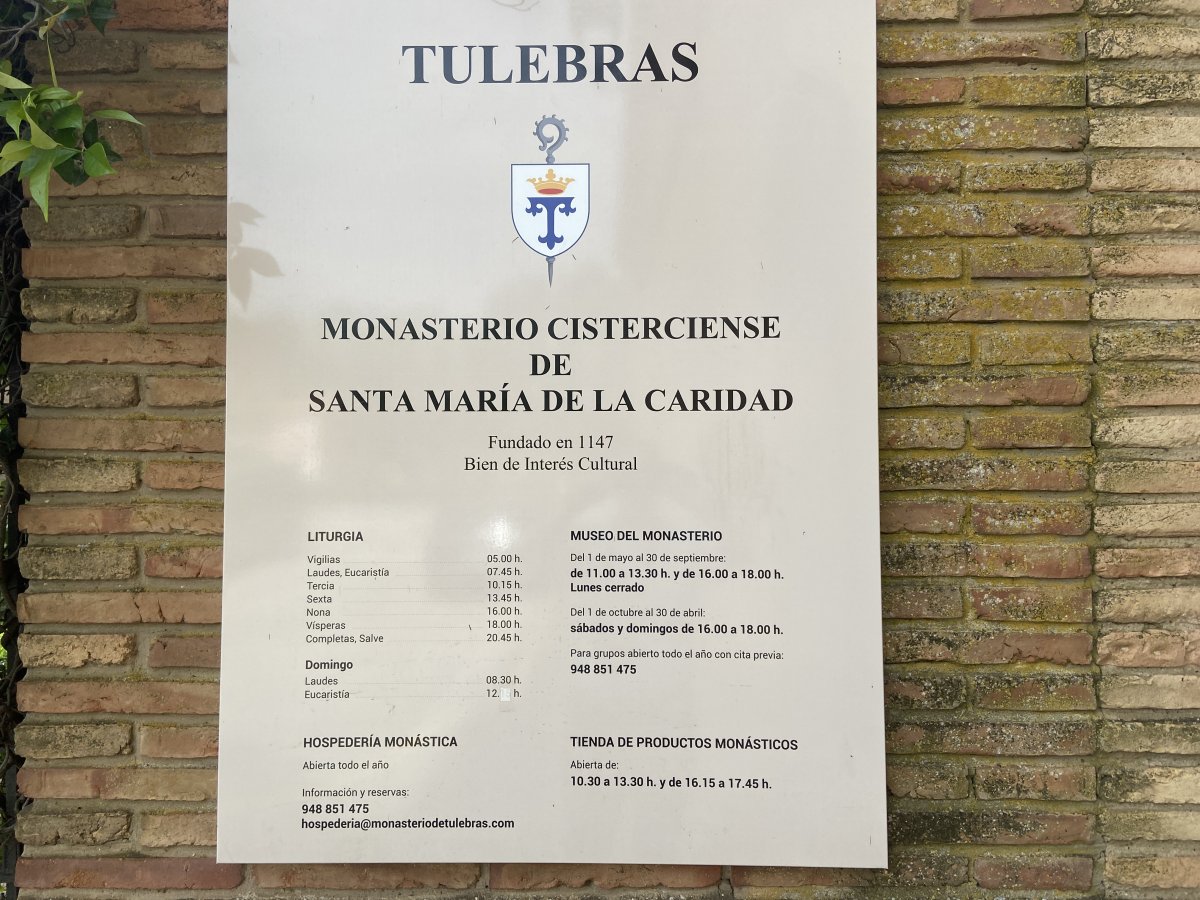 TULEBRAS
MONASTERIO CISTERCIENSE
DE
SANTA MARÍA DE LA CARIDAD
Fundado en 1147
Bien de Interés Cultural
LITURGIA
Vigilias 05.00 h.
Laudes, Eucaristía 07.45 h.
Tercia 10.15 h.
Sexta 13.45 h.
Nona 16.00 h.
Vísperas 18.00 h.
Completas, Salve 20.45 h.
Domingo
Laudes 08.30 h.
Eucaristía h.
MUSEO DEL MONASTERIO
Del 1 de mayo al 30 de septiembre:
de 11.00 a 13.30 h. y de 16.00 a 18.00 h.
Lunes cerrado
Del 1 de octubre al 30 de abril:
sábados y domingos de 16.00 a 18.00 h.
Para grupos abierto todo el año con cita previa:
948 851 475
HOSPEDERÍA MONÁSTICA
Abierta todo el año
Información y reservas:
948 851 475
hospederia@monasteriodetulebras.com
TIENDA DE PRODUCTOS MONÁSTICOS
Abierta de:
10.30 a 13.30 h. y de 16.15 a 17.45 h.